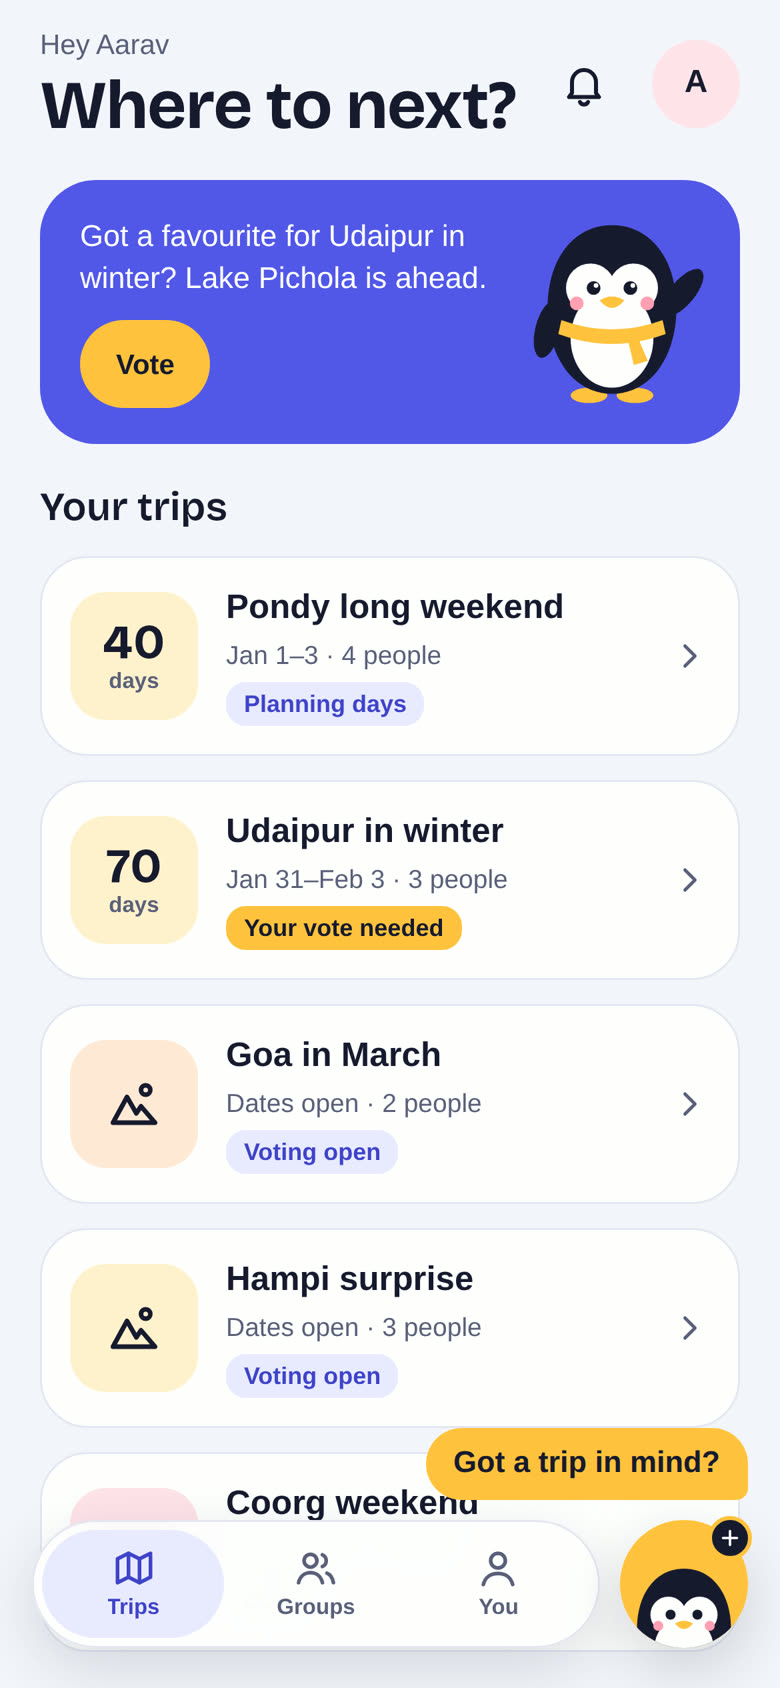 Hey Aarav
Where to next?
A
Got a favourite for Udaipur in
winter? Lake Pichola is ahead.
Vote
Your trips
40
days
Pondy long weekend
Jan 1–3 · 4 people
Planning days
70
days
Udaipur in winter
Jan 31–Feb 3 · 3 people
Your vote needed
Goa in March
Dates open · 2 people
Voting open
Hampi surprise
Dates open · 3 people
Voting open
Got a trip in mind?
Coorg weekend
Trips
Groups
You